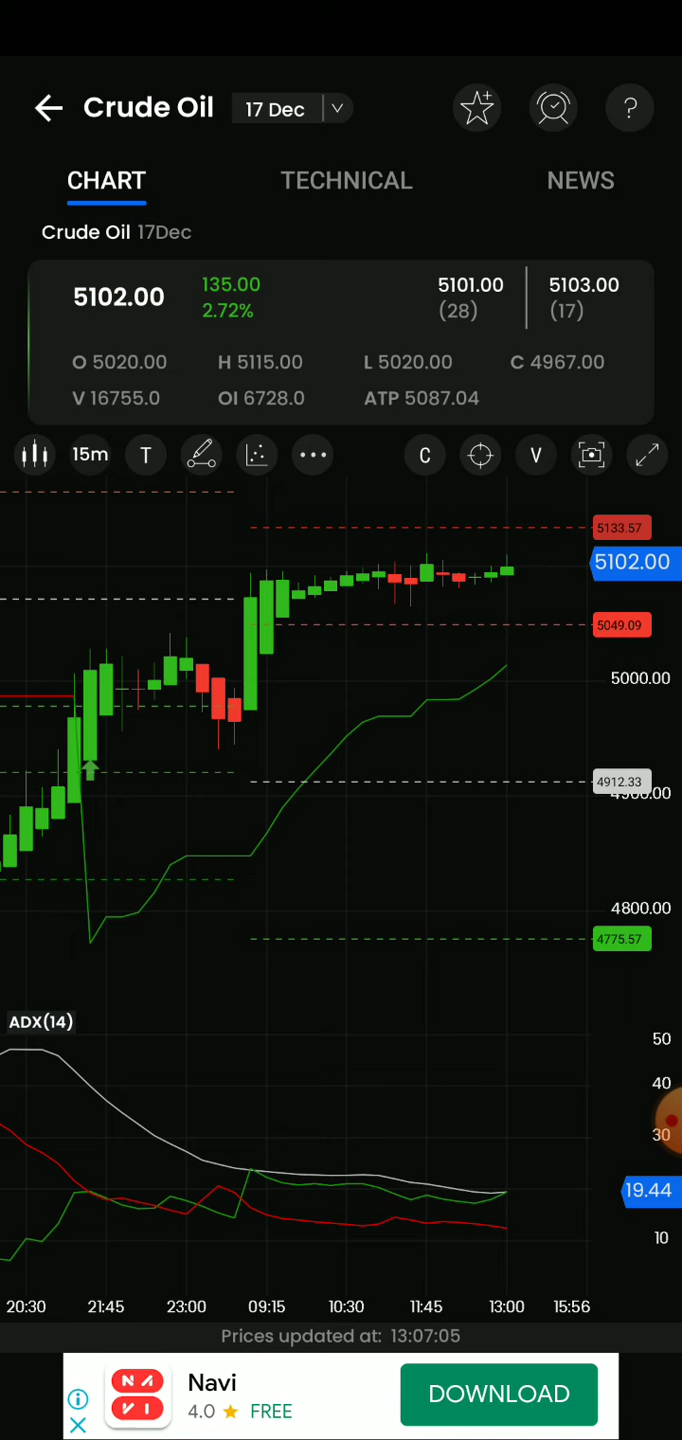 Crude Oil 17 Dec ?
CHART TECHNICAL NEWS
Crude Oil 17Dec
5102.00 135.00 2.72% 5101.00 (28) 5103.00 (17)
O 5020.00 H 5115.00 L 5020.00 C 4967.00
V 16755.0 OI 6728.0 ATP 5087.04
15m T C V
5133.57
5102.00
5049.09
5000.00
4912.33
4800.00
4775.57
ADX(14)
50
40
30
19.44
10
20:30 21:45 23:00 09:15 10:30 11:45 13:00 15:56
Prices updated at: 13:07:05
NAVI
Navi
4.0 FREE
DOWNLOAD